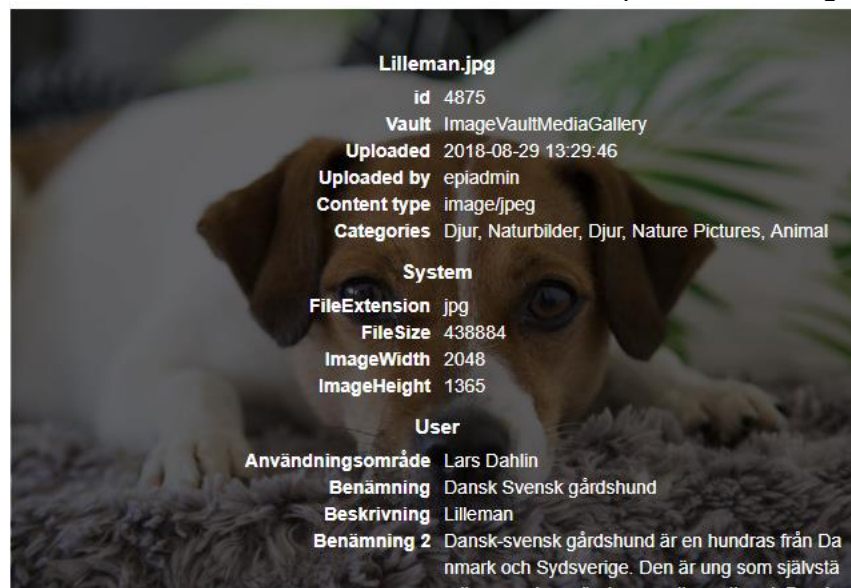 Lilleman.jpg
id 4875
Vault ImageVaultMediaGallery
Uploaded 2018-08-29 13:29:46
Uploaded by epiadmin
Content type image/jpeg
Categories Djur, Naturbilder, Djur, Nature Pictures, Animal
System
FileExtension jpg
FileSize 438884
ImageWidth 2048
ImageHeight 1365
User
Användningsområde Lars Dahlin
Benämning Dansk Svensk gårdshund
Beskrivning Lilleman
Benämning 2 Dansk-svensk gårdshund är en hundras från Da
nmark och Sydsverige. Den är ung som självstä